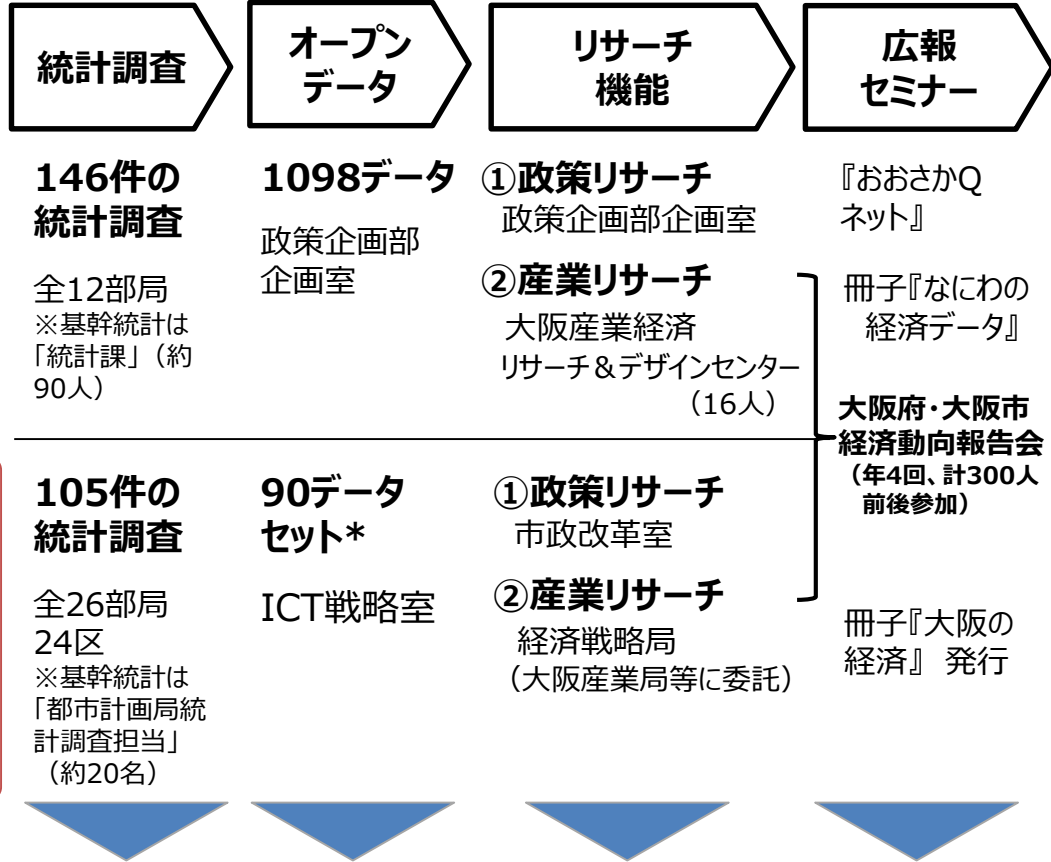 統計調査
オープン
データ
リサーチ
機能
広報
セミナー
146件の
統計調査
全12部局
※基幹統計は
「統計課」（約
90人）
1098データ
政策企画部
企画室
①政策リサーチ
政策企画部企画室
②産業リサーチ
大阪産業経済
リサーチ＆デザインセンター
（16人）
『おおさかQ
ネット』
冊子『なにわの
経済データ』
大阪府・大阪市
経済動向報告会
（年4回、計300人
前後参加）
105件の
統計調査
全26部局
24区
※基幹統計は
「都市計画局統
計調査担当」
（約20名）
90データ
セット*
ICT戦略室
①政策リサーチ
市政改革室
②産業リサーチ
経済戦略局
（大阪産業局等に委託）
冊子『大阪の
経済』 発行